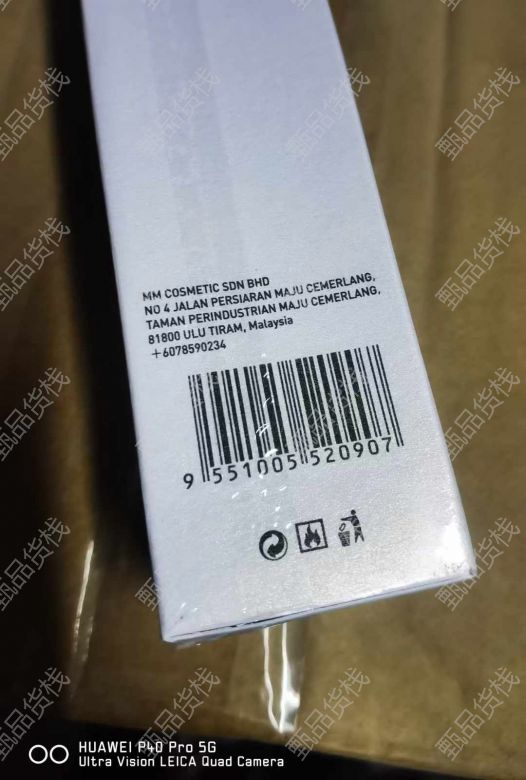 MM COSMETIC SDN BHD
NO 4 JALAN PERSIARAN MAJU CEMERLANG,
TAMAN PERINDUSTRIAN MAJU CEMERLANG,
81800 ULU TIRAM, Malaysia
+6078590234
9 551005 520907
HUAWEI P40 Pro 5G
Ultra Vision LEICA Quad Camera
甄品货栈